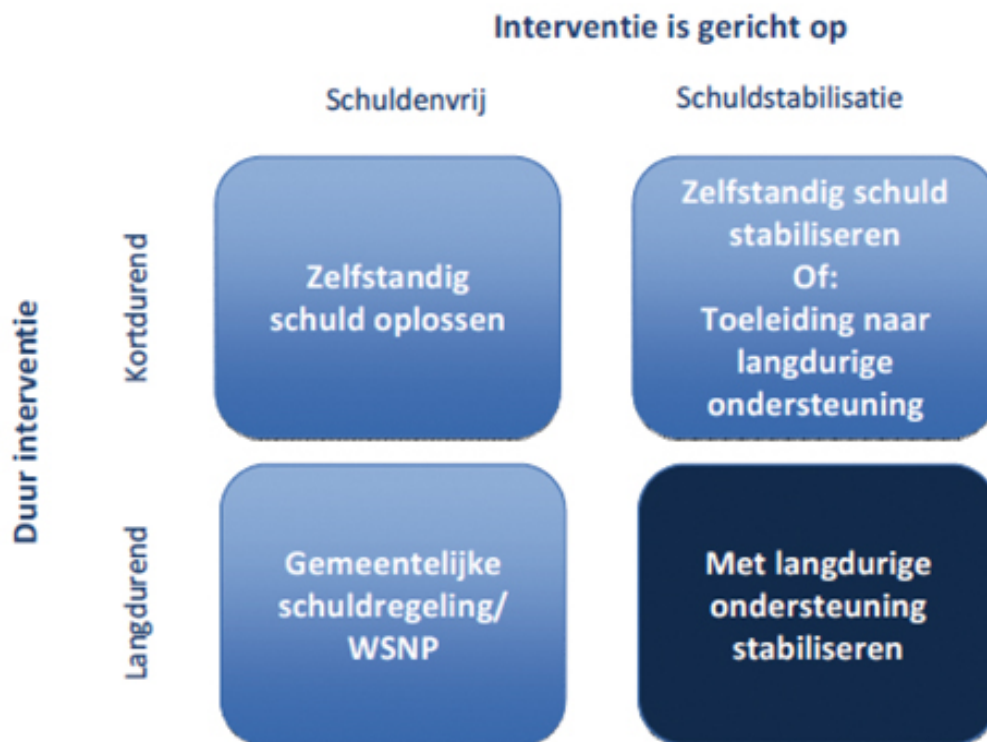 Interventie is gericht op
Schuldenvrij
Schuldstabilisatie
Duur interventie
Kortdurend
Zelfstandig
schuld oplossen
Zelfstandig schuld
stabiliseren
Of:
Toeleiding naar
langdurige
ondersteuning
Langdurend
Gemeentelijke
schuldregeling/
WSNP
Met langdurige
ondersteuning
stabiliseren